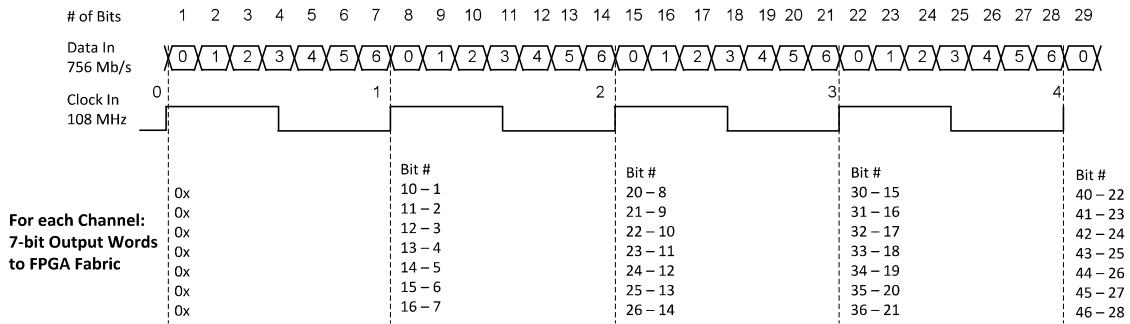 # of Bits 1 2 3 4 5 6 7 8 9 10 11 12 13 14 15 16 17 18 19 20 21 22 23 24 25 26 27 28 29
Data In 0 1 2 3 4 5 6 0 1 2 3 4 5 6 0 1 2 3 4 5 6 0 1 2 3 4 5 6 0
756 Mb/s
0 1 2 3 4
Clock In
108 MHz
For each Channel:
7-bit Output Words
to FPGA Fabric
0x
0x
0x
0x
0x
0x
0x
Bit #
10 – 1
11 – 2
12 – 3
13 – 4
14 – 5
15 – 6
16 – 7
Bit #
20 – 8
21 – 9
22 – 10
23 – 11
24 – 12
25 – 13
26 – 14
Bit #
30 – 15
31 – 16
32 – 17
33 – 18
34 – 19
35 – 20
36 – 21
Bit #
40 – 22
41 – 23
42 – 24
43 – 25
44 – 26
45 – 27
46 – 28